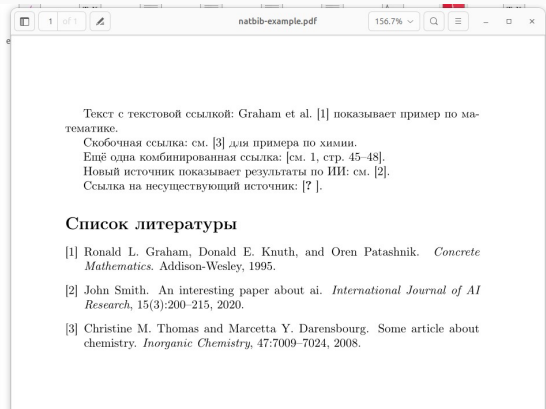 1 of 1
natbib-example.pdf
156.7%
Текст с текстовой ссылкой: Graham et al. [1] показывает пример по ма-
тематике.
Скобочная ссылка: см. [3] для примера по химии.
Ещё одна комбинированная ссылка: [см. 1, стр. 45–48].
Новый источник показывает результаты по ИИ: см. [2].
Ссылка на несуществующий источник: [? ].
Список литературы
[1] Ronald L. Graham, Donald E. Knuth, and Oren Patashnik. Concrete
Mathematics. Addison-Wesley, 1995.
[2] John Smith. An interesting paper about ai. International Journal of AI
Research, 15(3):200–215, 2020.
[3] Christine M. Thomas and Marcetta Y. Darensbourg. Some article about
chemistry. Inorganic Chemistry, 47:7009–7024, 2008.